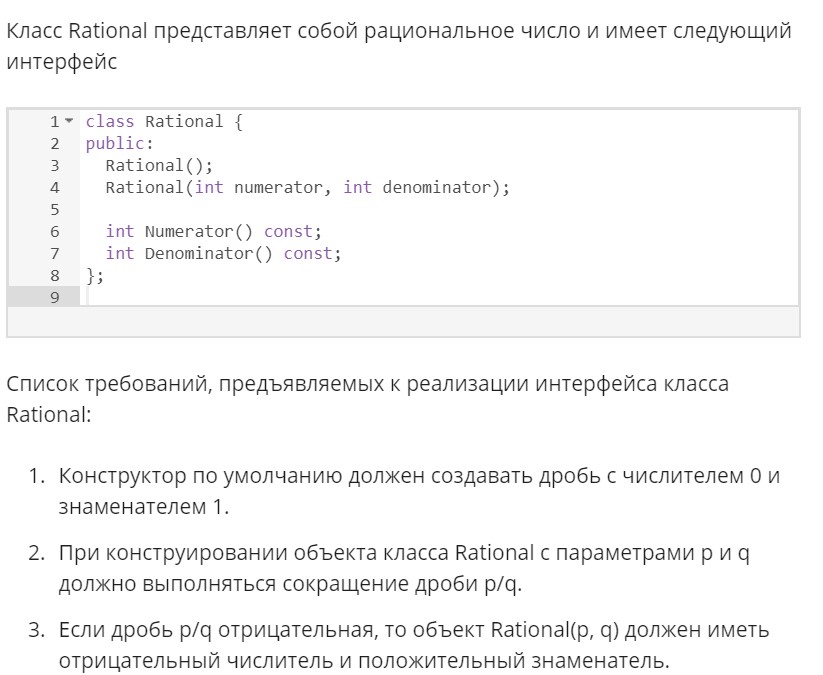 Класс Rational представляет собой рациональное число и имеет следующий
интерфейс
1 class Rational {
2 public:
3   Rational();
4   Rational(int numerator, int denominator);
5
6   int Numerator() const;
7   int Denominator() const;
8 };
9
Список требований, предъявляемых к реализации интерфейса класса
Rational:
1. Конструктор по умолчанию должен создавать дробь с числителем 0 и
знаменателем 1.
2. При конструировании объекта класса Rational с параметрами p и q
должно выполняться сокращение дроби p/q.
3. Если дробь p/q отрицательная, то объект Rational(p, q) должен иметь
отрицательный числитель и положительный знаменатель.